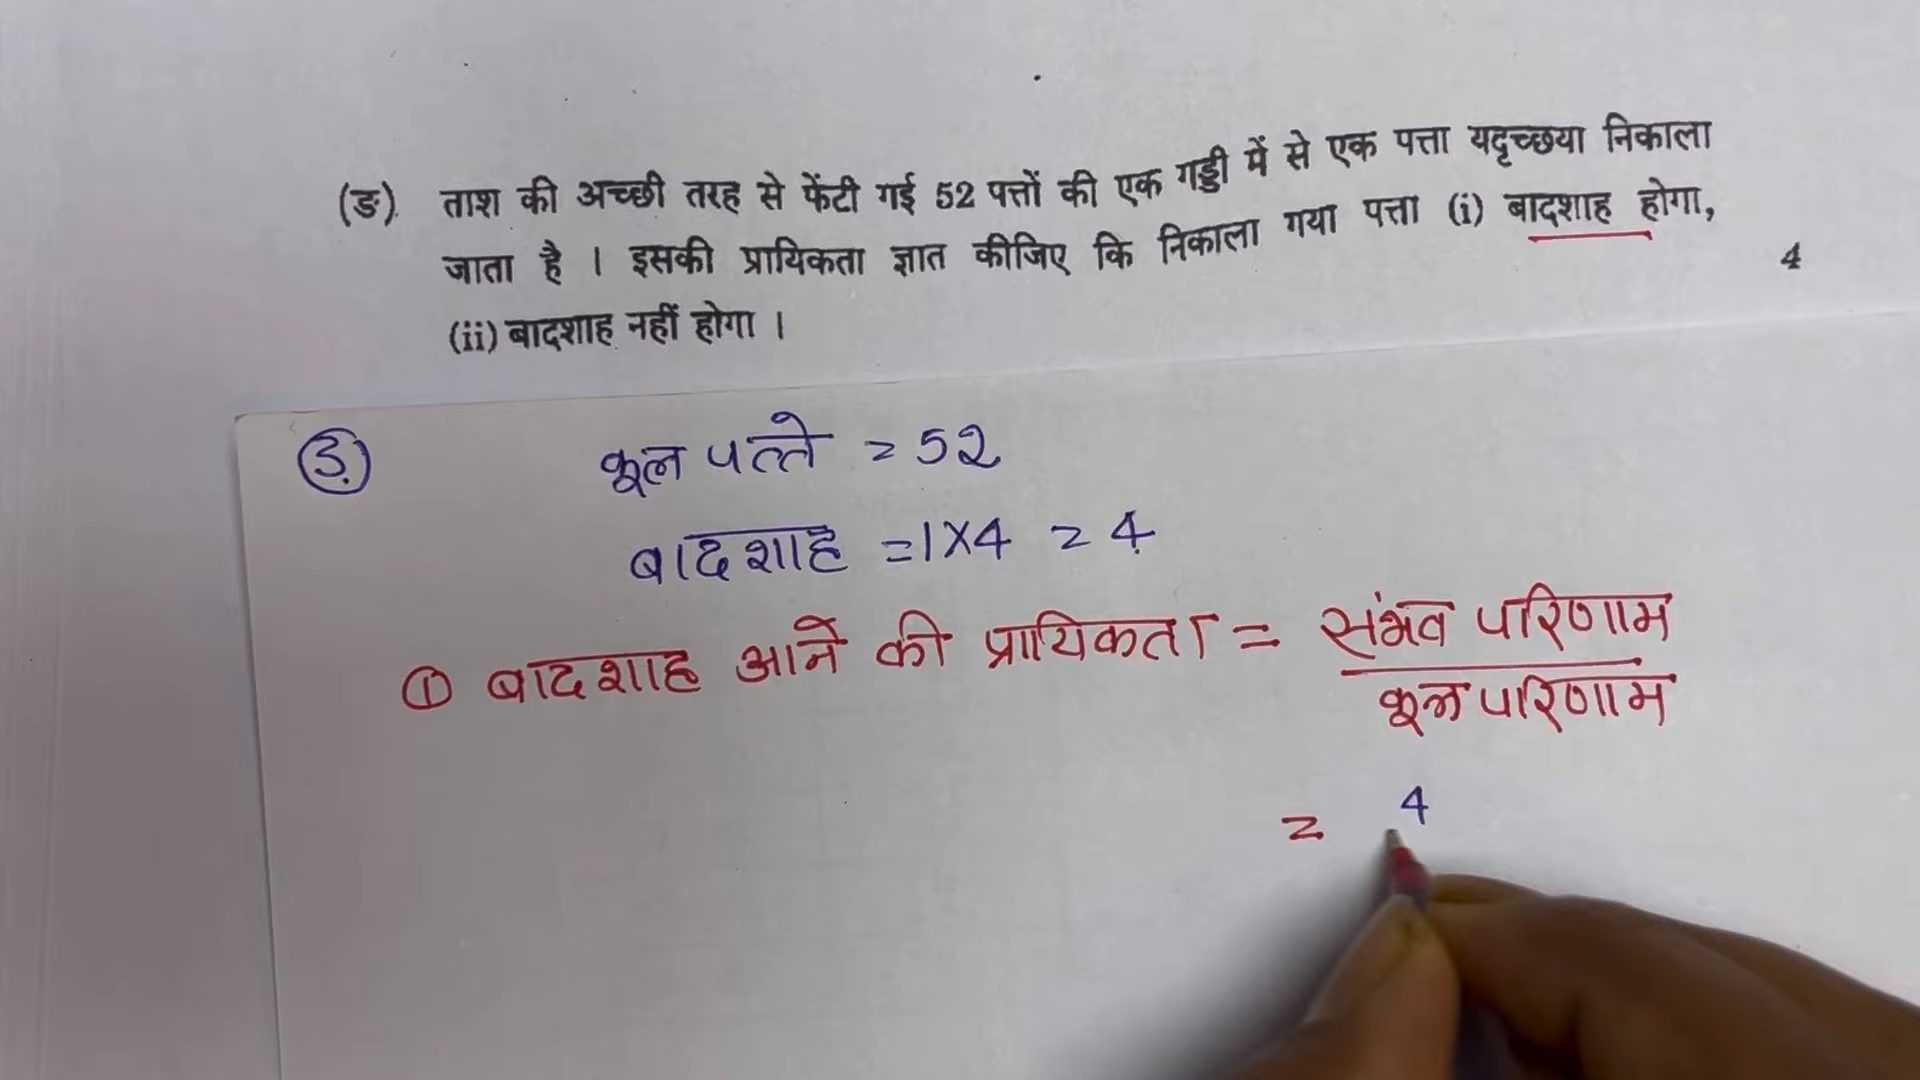 (ङ) ताश की अच्छी तरह से फेंटी गई 52 पत्तों की एक गड्डी में से एक पत्ता यदृच्छया निकाला
जाता है । इसकी प्रायिकता ज्ञात कीजिए कि निकाला गया पत्ता (i) बादशाह होगा,
(ii) बादशाह नहीं होगा । 4
ङ कुल पत्ते = 52
बादशाह = 1×4 = 4
① बादशाह आने की प्रायिकता = संभव परिणाम
कुल परिणाम
= 4